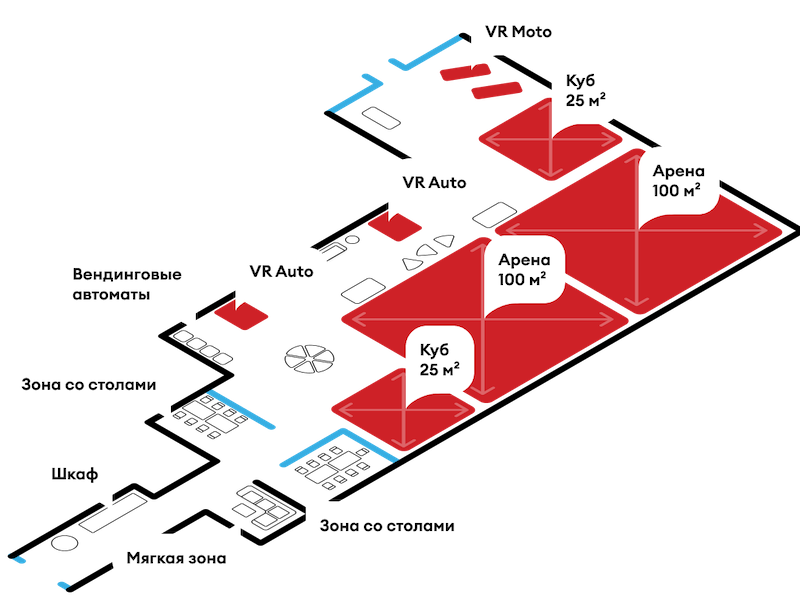 VR Moto
Куб
25 м²
Арена
100 м²
VR Auto
Арена
100 м²
VR Auto
Вендинговые
автоматы
Куб
25 м²
Зона со столами
Шкаф
Зона со столами
Мягкая зона